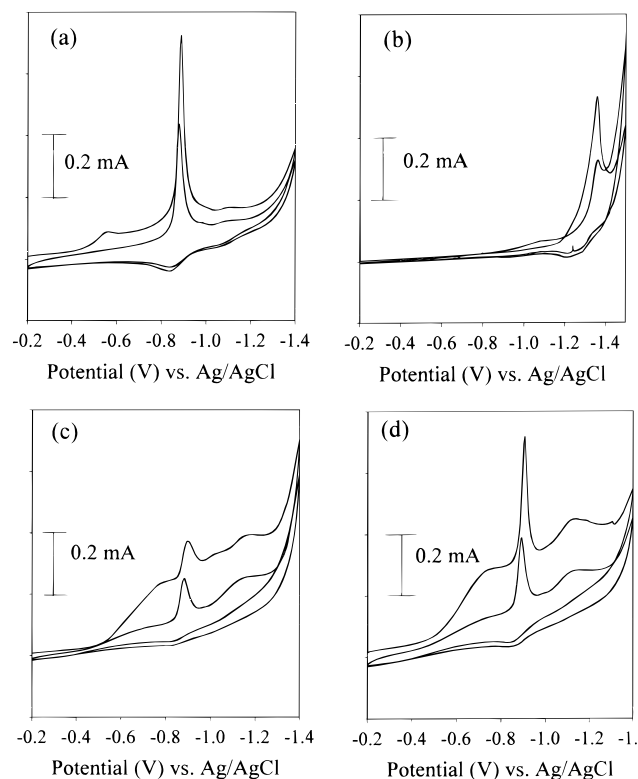 (a)
(b)
0.2 mA
0.2 mA
-0.2 -0.4 -0.6 -0.8 -1.0 -1.2 -1.4
-0.2 -0.4 -0.6 -0.8 -1.0 -1.2 -1.4
Potential (V) vs. Ag/AgCl
Potential (V) vs. Ag/AgCl
(c)
(d)
0.2 mA
0.2 mA
-0.2 -0.4 -0.6 -0.8 -1.0 -1.2 -1.4
-0.2 -0.4 -0.6 -0.8 -1.0 -1.2 -1.
Potential (V) vs. Ag/AgCl
Potential (V) vs. Ag/AgCl